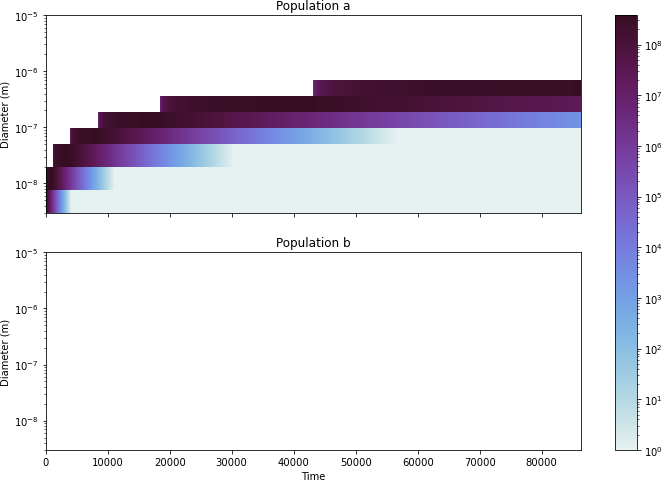 Population a
10⁻⁵
10⁻⁶
10⁻⁷
10⁻⁸
Diameter (m)
Population b
10⁻⁵
10⁻⁶
10⁻⁷
10⁻⁸
Diameter (m)
0 10000 20000 30000 40000 50000 60000 70000 80000
Time
10⁸
10⁷
10⁶
10⁵
10⁴
10³
10²
10¹
10⁰